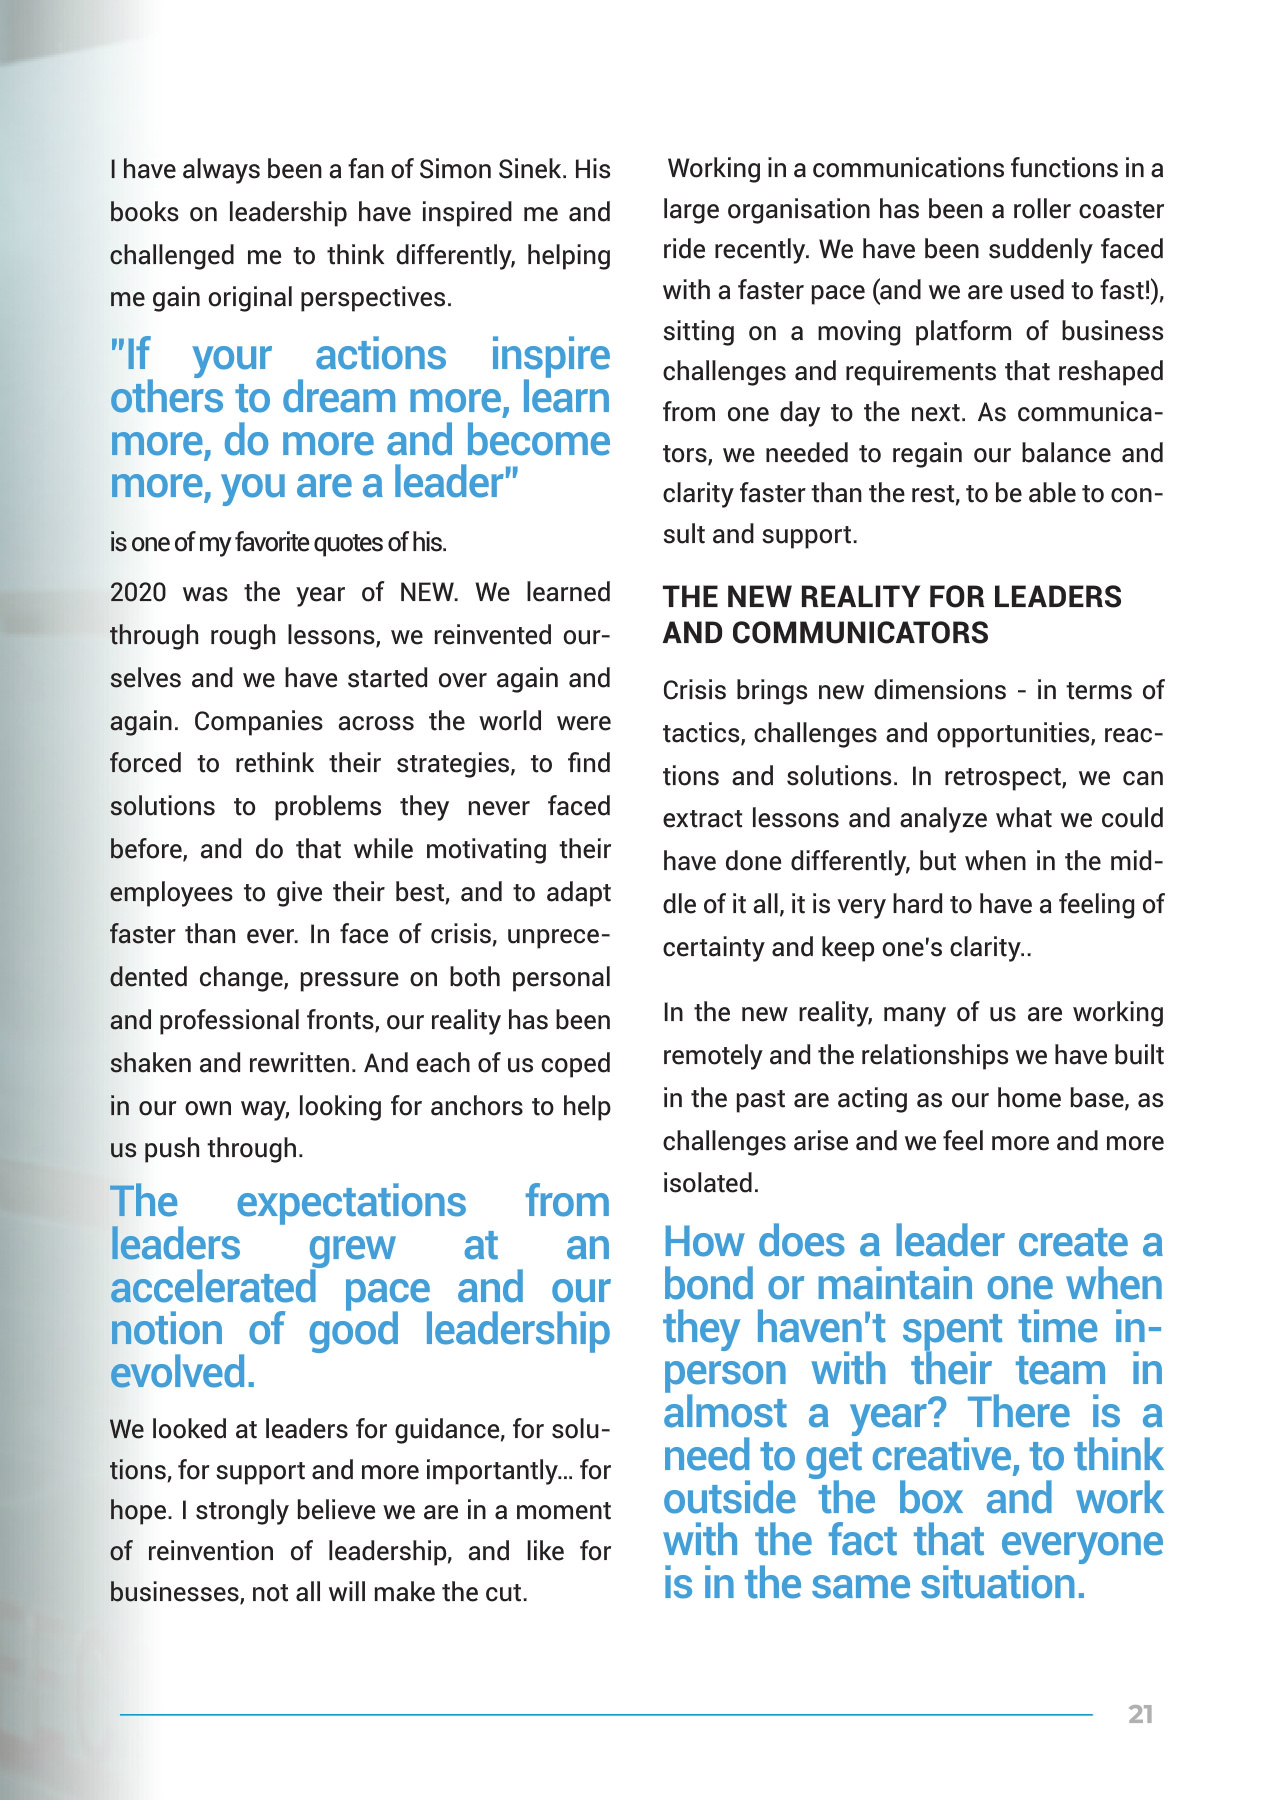 I have always been a fan of Simon Sinek. His
books on leadership have inspired me and
challenged me to think differently, helping
me gain original perspectives.
"If your actions inspire
others to dream more, learn
more, do more and become
more, you are a leader"
is one of my favorite quotes of his.
2020 was the year of NEW. We learned
through rough lessons, we reinvented our-
selves and we have started over again and
again. Companies across the world were
forced to rethink their strategies, to find
solutions to problems they never faced
before, and do that while motivating their
employees to give their best, and to adapt
faster than ever. In face of crisis, unprece-
dented change, pressure on both personal
and professional fronts, our reality has been
shaken and rewritten. And each of us coped
in our own way, looking for anchors to help
us push through.
The expectations from
leaders grew at an
accelerated pace and our
notion of good leadership
evolved.
We looked at leaders for guidance, for solu-
tions, for support and more importantly... for
hope. I strongly believe we are in a moment
of reinvention of leadership, and like for
businesses, not all will make the cut.
Working in a communications functions in a
large organisation has been a roller coaster
ride recently. We have been suddenly faced
with a faster pace (and we are used to fast!),
sitting on a moving platform of business
challenges and requirements that reshaped
from one day to the next. As communica-
tors, we needed to regain our balance and
clarity faster than the rest, to be able to con-
sult and support.
THE NEW REALITY FOR LEADERS
AND COMMUNICATORS
Crisis brings new dimensions - in terms of
tactics, challenges and opportunities, reac-
tions and solutions. In retrospect, we can
extract lessons and analyze what we could
have done differently, but when in the mid-
dle of it all, it is very hard to have a feeling of
certainty and keep one's clarity..
In the new reality, many of us are working
remotely and the relationships we have built
in the past are acting as our home base, as
challenges arise and we feel more and more
isolated.
How does a leader create a
bond or maintain one when
they haven't spent time in-
person with their team in
almost a year? There is a
need to get creative, to think
outside the box and work
with the fact that everyone
is in the same situation.
21